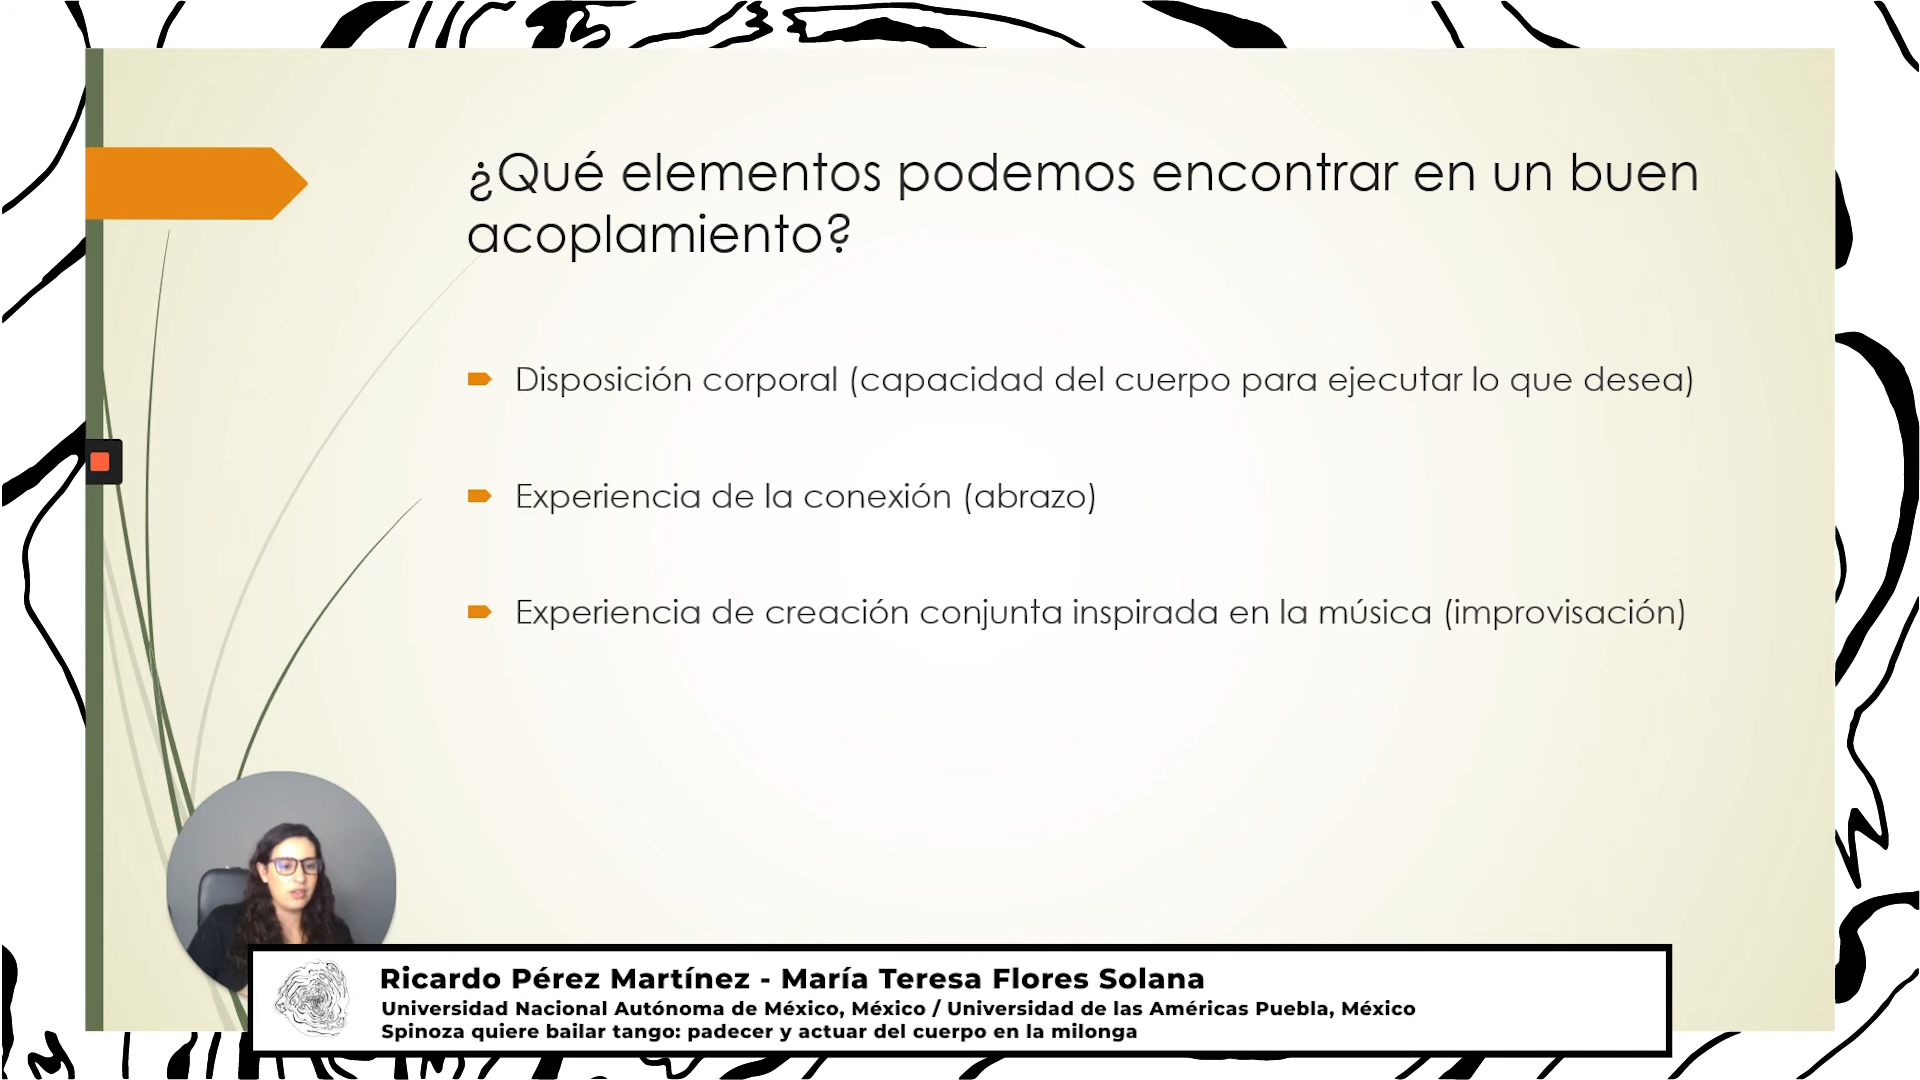 ¿Qué elementos podemos encontrar en un buen
acoplamiento?
Disposición corporal (capacidad del cuerpo para ejecutar lo que desea)
Experiencia de la conexión (abrazo)
Experiencia de creación conjunta inspirada en la música (improvisación)
Ricardo Pérez Martínez - María Teresa Flores Solana
Universidad Nacional Autónoma de México, México / Universidad de las Américas Puebla, México
Spinoza quiere bailar tango: padecer y actuar del cuerpo en la milonga